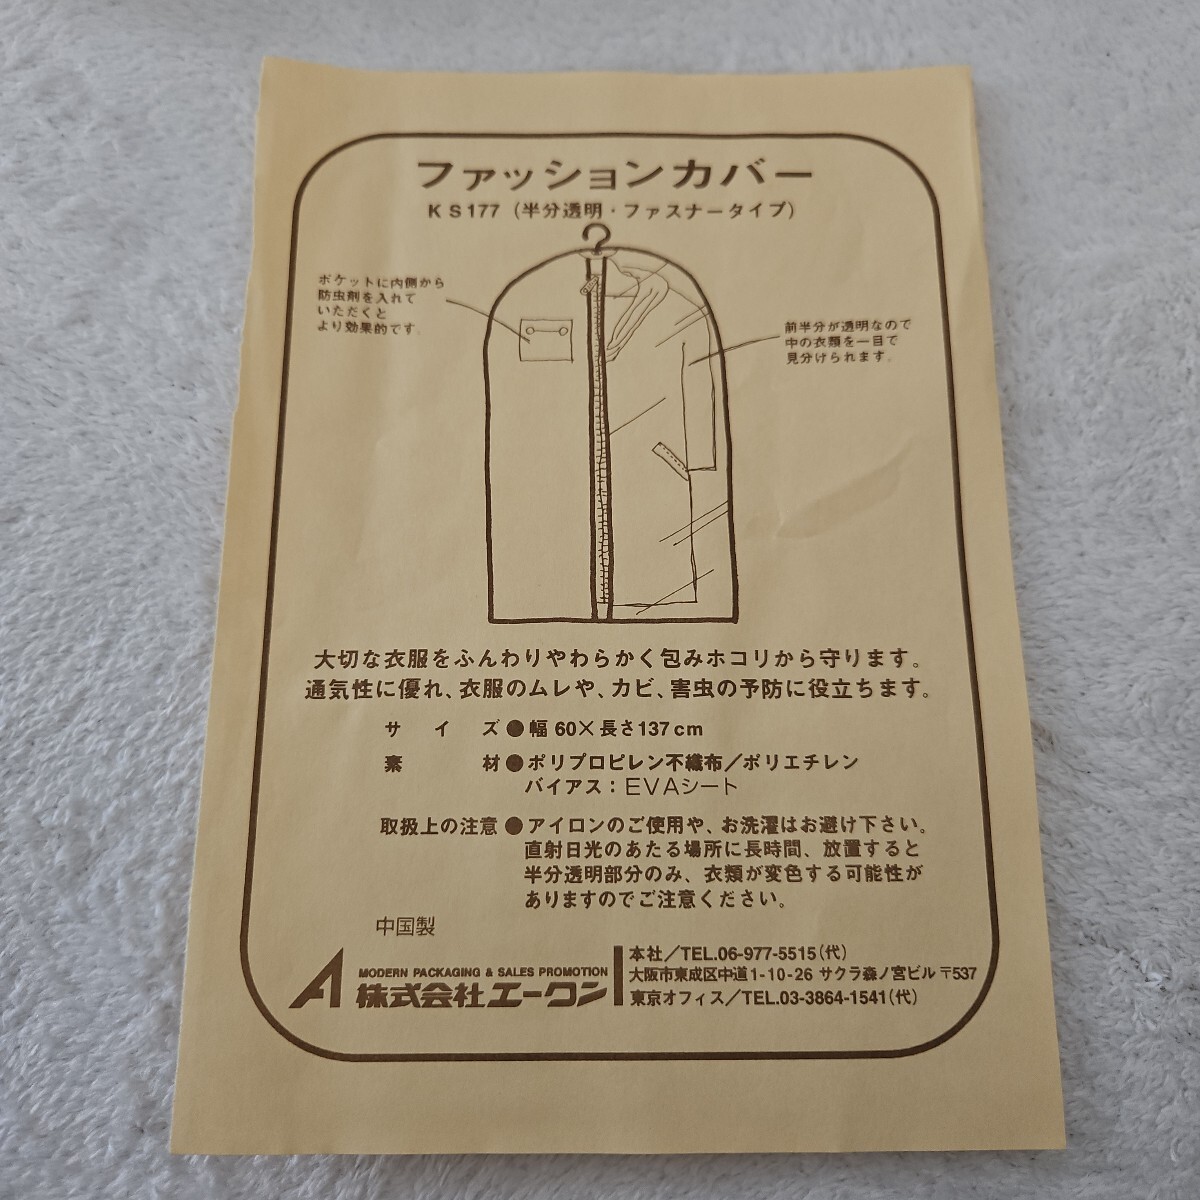 ファッションカバー
KS177（半分透明・ファスナータイプ）
ポケットに内側から
防虫剤を入れて
いただくと
より効果的です.
前半分が透明なので
中の衣類を一目で
見分けられます.
大切な衣服をふんわりやわらかく包みホコリから守ります。
通気性に優れ、衣服のムレや、カビ、害虫の予防に役立ちます。
サイズ●幅60×長さ137cm
素材●ポリプロピレン不織布／ポリエチレン
バイアス：EVAシート
取扱上の注意●アイロンのご使用や、お洗濯はお避け下さい。
直射日光のあたる場所に長時間、放置すると
半分透明部分のみ、衣類が変色する可能性が
ありますのでご注意ください。
中国製
MODERN PACKAGING & SALES PROMOTION
株式会社エークン
本社／TEL.06-977-5515(代)
大阪市東成区中道1-10-26 サクラ森ノ宮ビル〒537
東京オフィス／TEL.03-3864-1541(代)